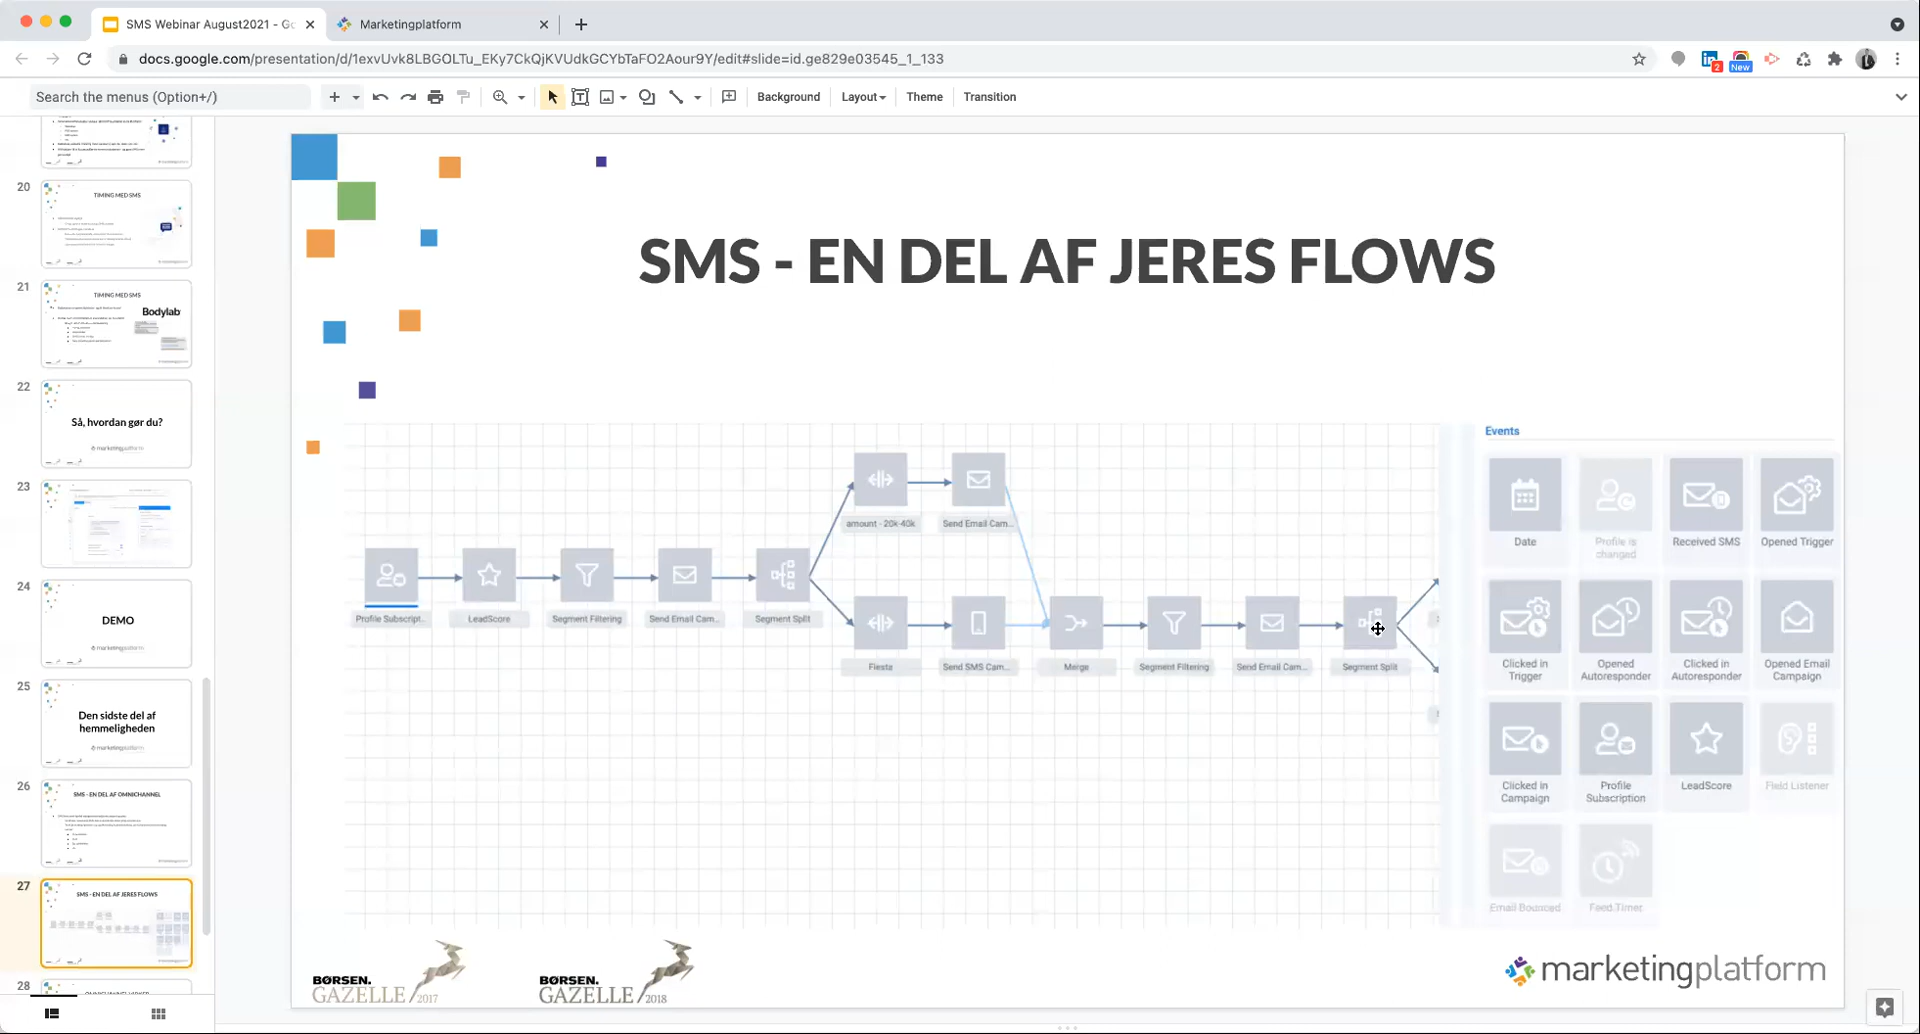 SMS Webinar August2021 - Go
Marketingplatform
docs.google.com/presentation/d/1exvUvk8LBGOLTu_EKy7CkQjKVUdkGCYbTaFO2Aour9Y/edit#slide=id.ge829e03545_1_133
2
New
Search the menus (Option+/)
Background
Layout
Theme
Transition
20
TIMING MED SMS
21
TIMING MED SMS
Bodylab
22
Så, hvordan gør du?
marketingplatform
23
24
DEMO
25
Den sidste del af
hemmeligheden
marketingplatform
26
SMS - EN DEL AF OMNICHANNEL
27
SMS - EN DEL AF JERES FLOWS
28
SMS - EN DEL AF JERES FLOWS
amount - 20k-40k
Send Email Cam...
Profile Subscript..
LeadScore
Segment Filtering
Send Email Cam..
Segment Split
Fiesta
Send SMS Cam...
Merge
Segment Filtering
Send Email Cam...
Segment Split
Events
Date
Profile is
changed
Received SMS
Opened Trigger
Clicked in
Trigger
Opened
Autoresponder
Clicked in
Autoresponder
Opened Email
Campaign
Clicked in
Campaign
Profile
Subscription
LeadScore
Field Listener
Email Bounced
Feed Timer
BØRSEN.
GAZELLE 2017
BØRSEN.
GAZELLE 2018
marketingplatform